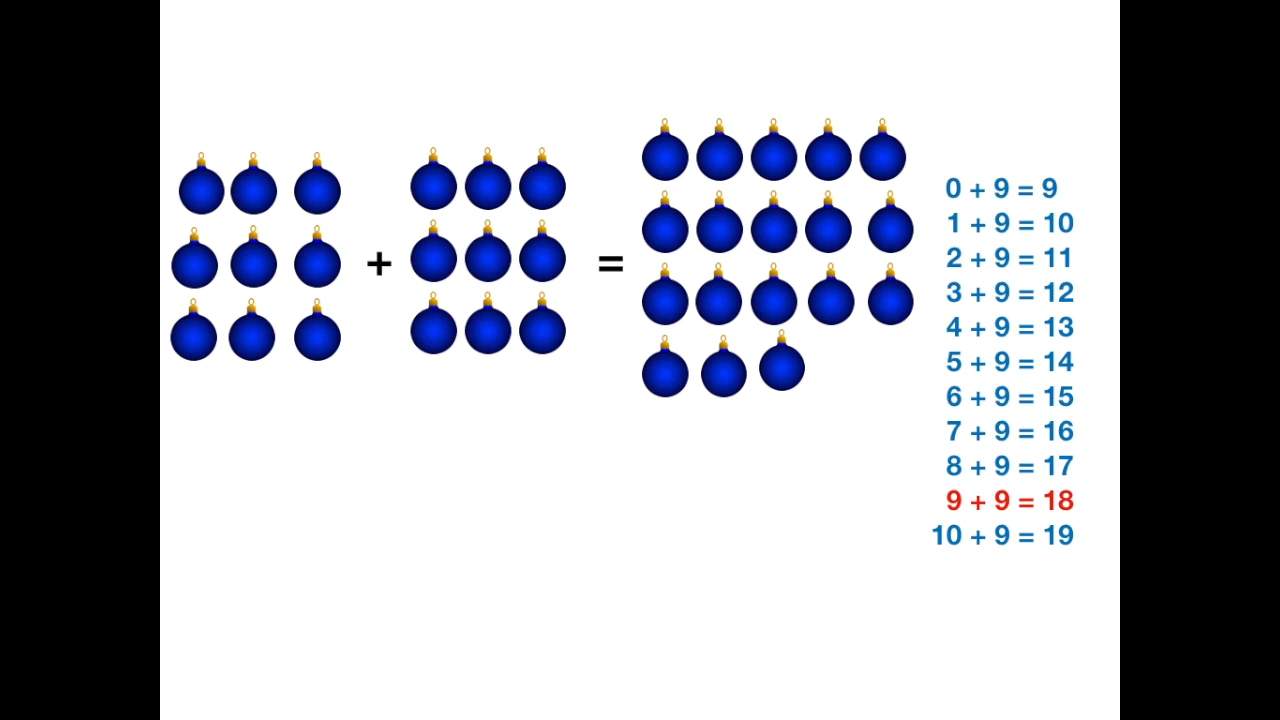 + =
0 + 9 = 9
1 + 9 = 10
2 + 9 = 11
3 + 9 = 12
4 + 9 = 13
5 + 9 = 14
6 + 9 = 15
7 + 9 = 16
8 + 9 = 17
9 + 9 = 18
10 + 9 = 19